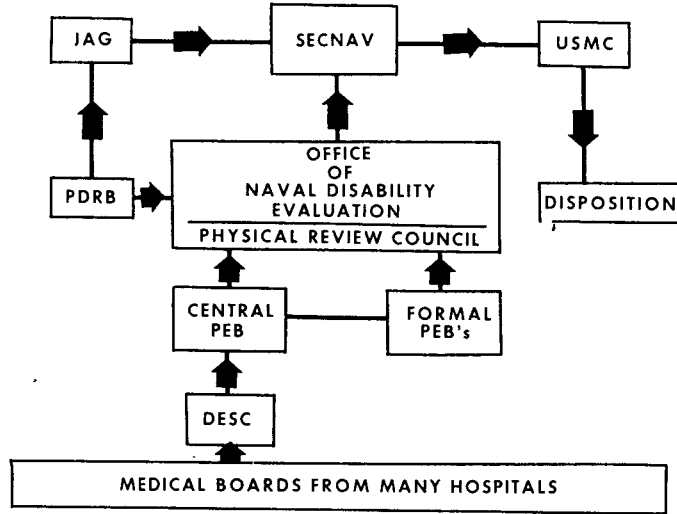 JAG
SECNAV
USMC
OFFICE
OF
NAVAL DISABILITY
EVALUATION
PHYSICAL REVIEW COUNCIL
PDRB
DISPOSITION
CENTRAL
PEB
FORMAL
PEB's
DESC
MEDICAL BOARDS FROM MANY HOSPITALS